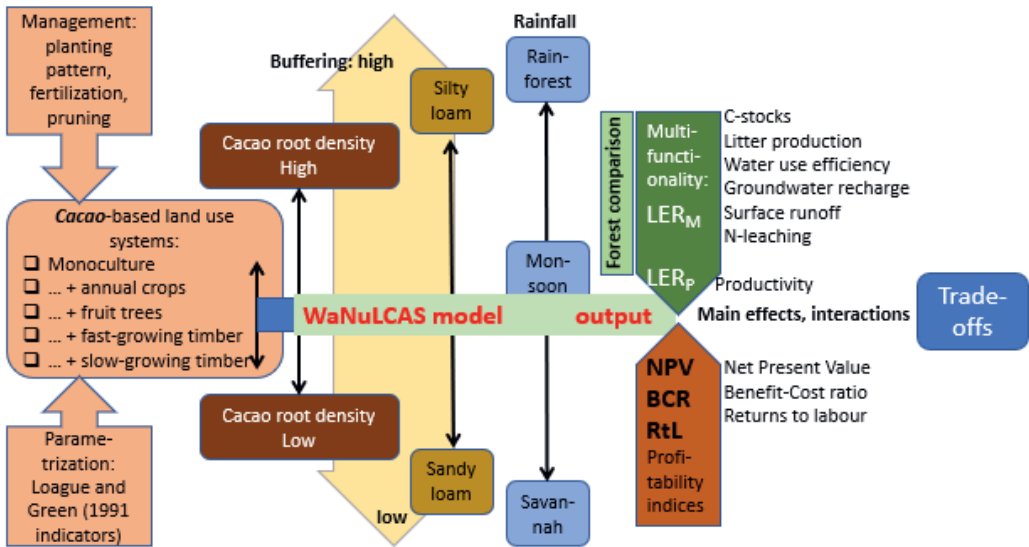 Management:
planting
pattern,
fertilization,
pruning
Cacao-based land use
systems:
Monoculture
... + annual crops
... + fruit trees
... + fast-growing timber
... + slow-growing timber
Parame-
trization:
Loague and
Green (1991
indicators)
Buffering: high
low
Cacao root density
High
Cacao root density
Low
Silty
loam
Sandy
loam
Rainfall
Rain-
forest
Mon-
soon
Savan-
nah
WaNuLCAS model output
Forest comparison
Multi-
functi-
onality:
LERM
LERP
C-stocks
Litter production
Water use efficiency
Groundwater recharge
Surface runoff
N-leaching
Productivity
Main effects, interactions
Trade-
offs
NPV
BCR
RtL
Profi-
tability
indices
Net Present Value
Benefit-Cost ratio
Returns to labour